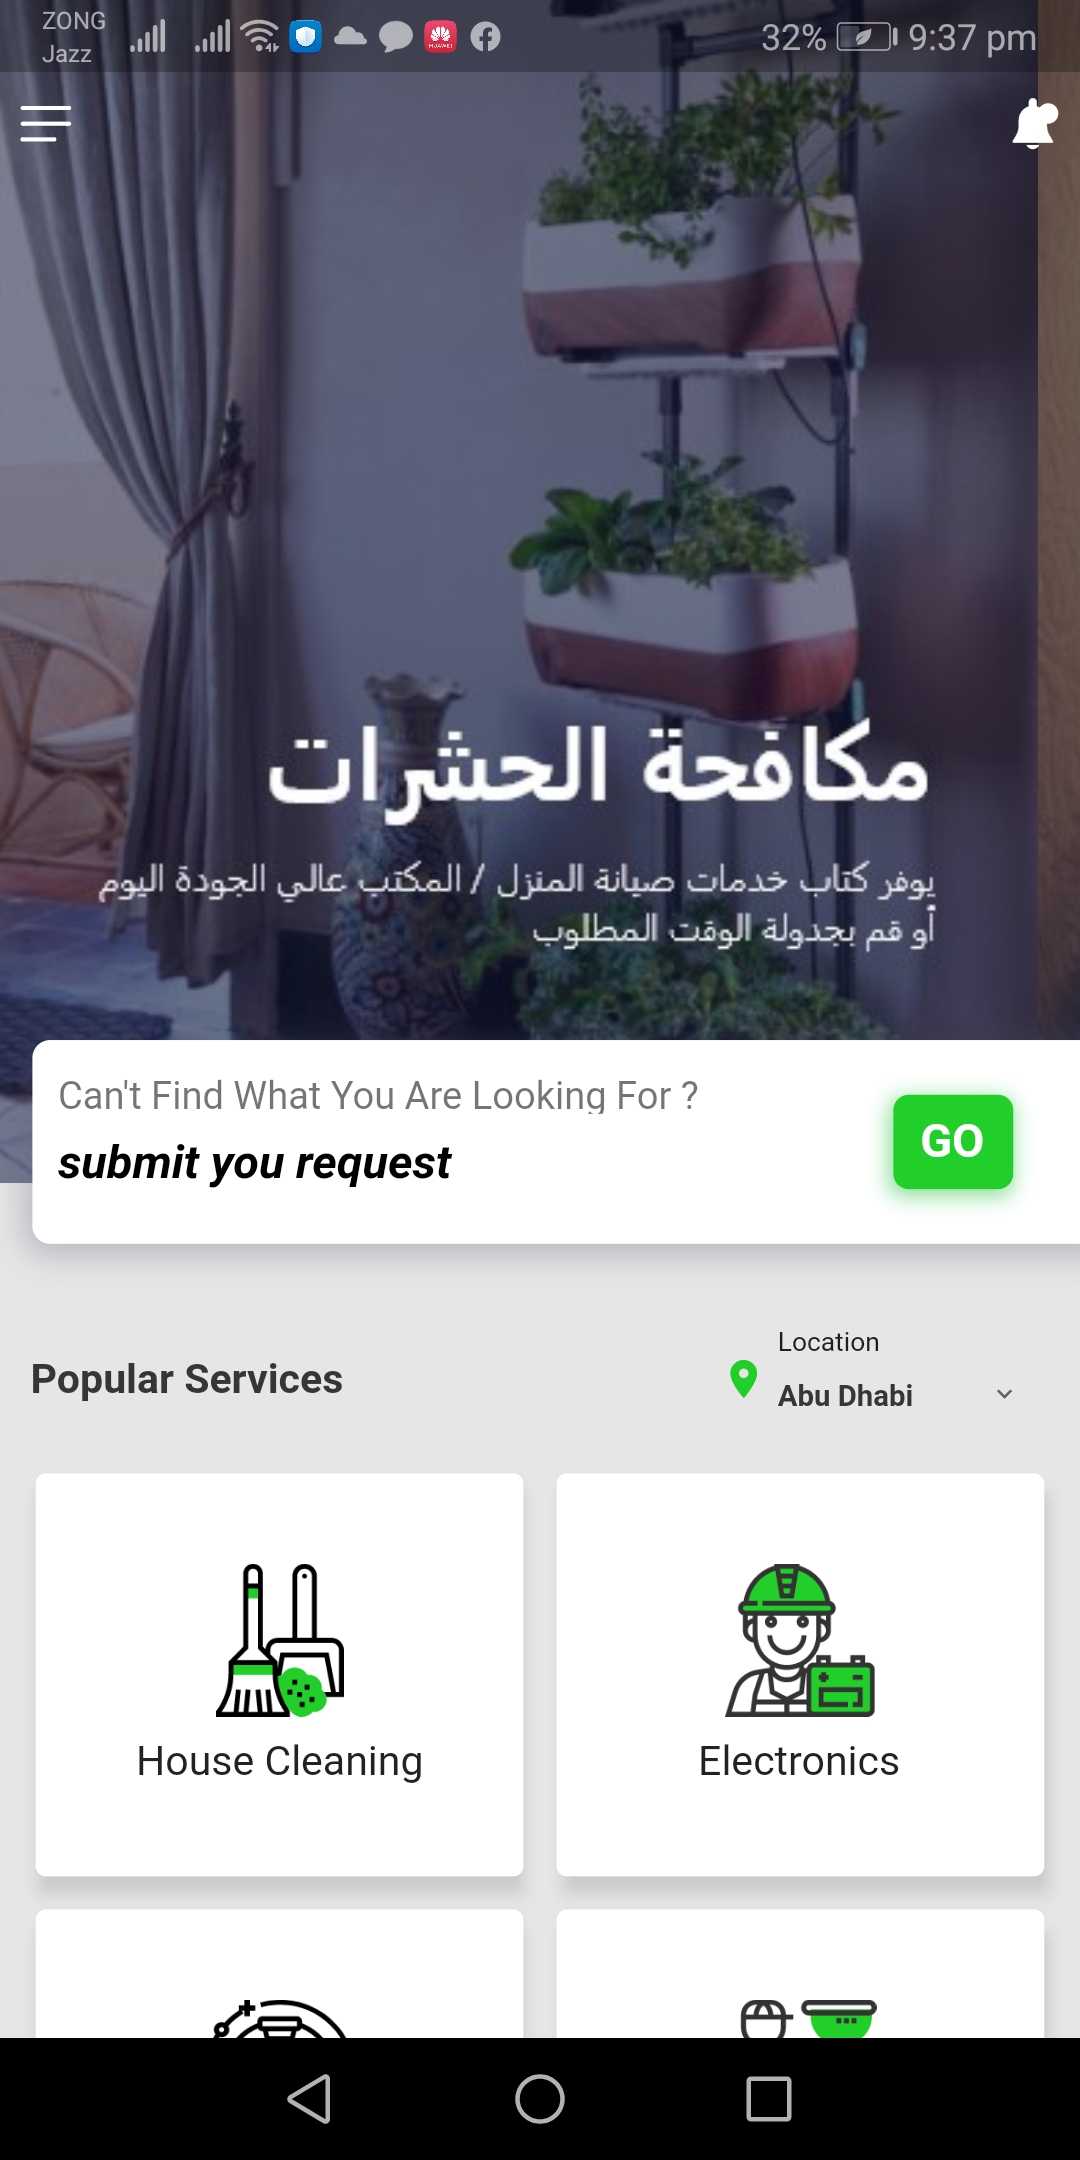 ZONG
Jazz
32%
9:37 pm
HUAWEI
مكافحة الحشرات
يوفر كتاب خدمات صيانة المنزل / المكتب عالي الجودة اليوم
أو قم بجدولة الوقت المطلوب
Can't Find What You Are Looking For ?
submit you request
GO
Popular Services
Location
Abu Dhabi
House Cleaning
Electronics